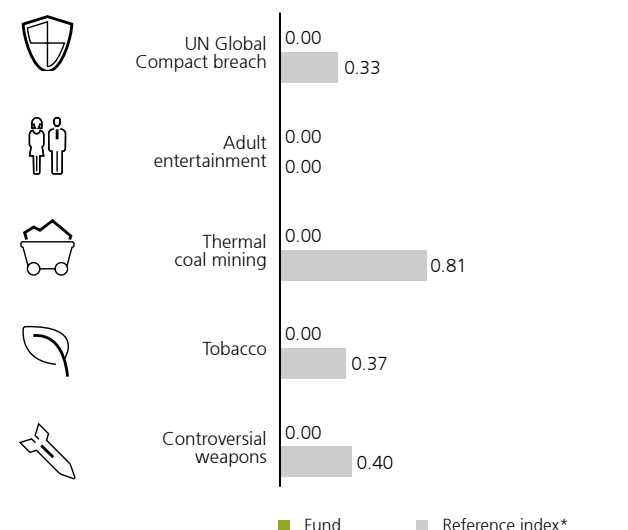 UN Global
Compact breach
0.00
0.33
Adult
entertainment
0.00
0.00
Thermal
coal mining
0.00
0.81
Tobacco
0.00
0.37
Controversial
weapons
0.00
0.40
Fund
Reference index*